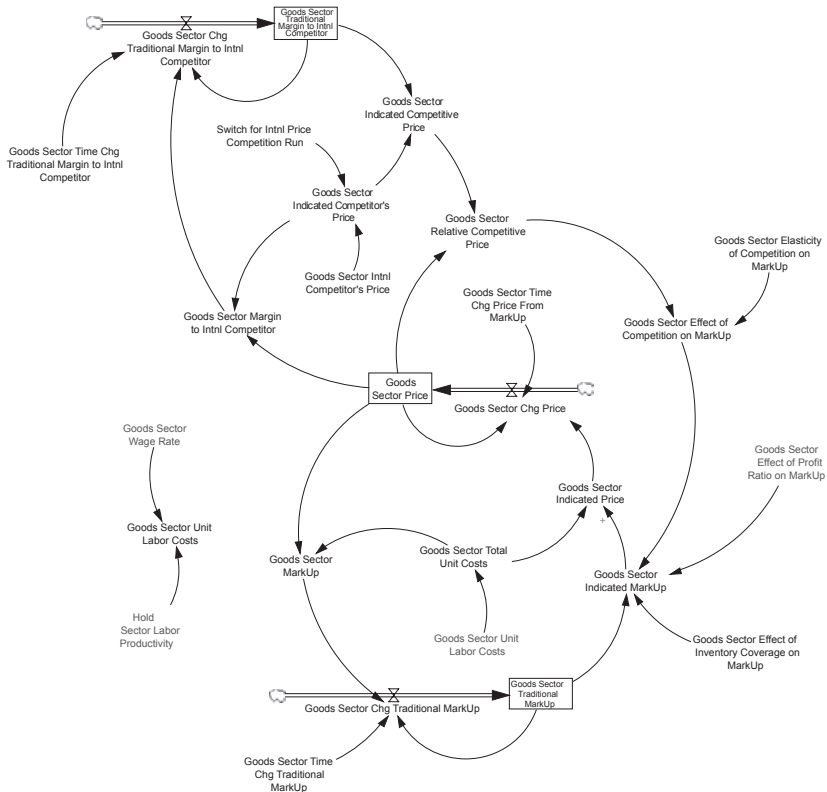 Goods Sector
Traditional
Margin to Intnl
Competitor
Goods Sector Chg
Traditional Margin to Intnl
Competitor
Goods Sector Time Chg
Traditional Margin to Intnl
Competitor
Goods Sector
Indicated Competitive
Price
Switch for Intnl Price
Competition Run
Goods Sector
Indicated Competitor's
Price
Goods Sector Intnl
Competitor's Price
Goods Sector
Relative Competitive
Price
Goods Sector Elasticity
of Competition on
MarkUp
Goods Sector Margin
to Intnl Competitor
Goods Sector Time
Chg Price From
MarkUp
Goods Sector Effect of
Competition on MarkUp
Goods
Sector Price
Goods Sector Chg Price
Goods Sector
Wage Rate
Goods Sector
Effect of Profit
Ratio on MarkUp
Goods Sector
Indicated Price
+
Goods Sector Unit
Labor Costs
Goods Sector
MarkUp
Goods Sector Total
Unit Costs
Goods Sector
Indicated MarkUp
Hold
Sector Labor
Productivity
Goods Sector Unit
Labor Costs
Goods Sector Effect of
Inventory Coverage on
MarkUp
Goods Sector
Traditional
MarkUp
Goods Sector Chg Traditional MarkUp
Goods Sector Time
Chg Traditional
MarkUp